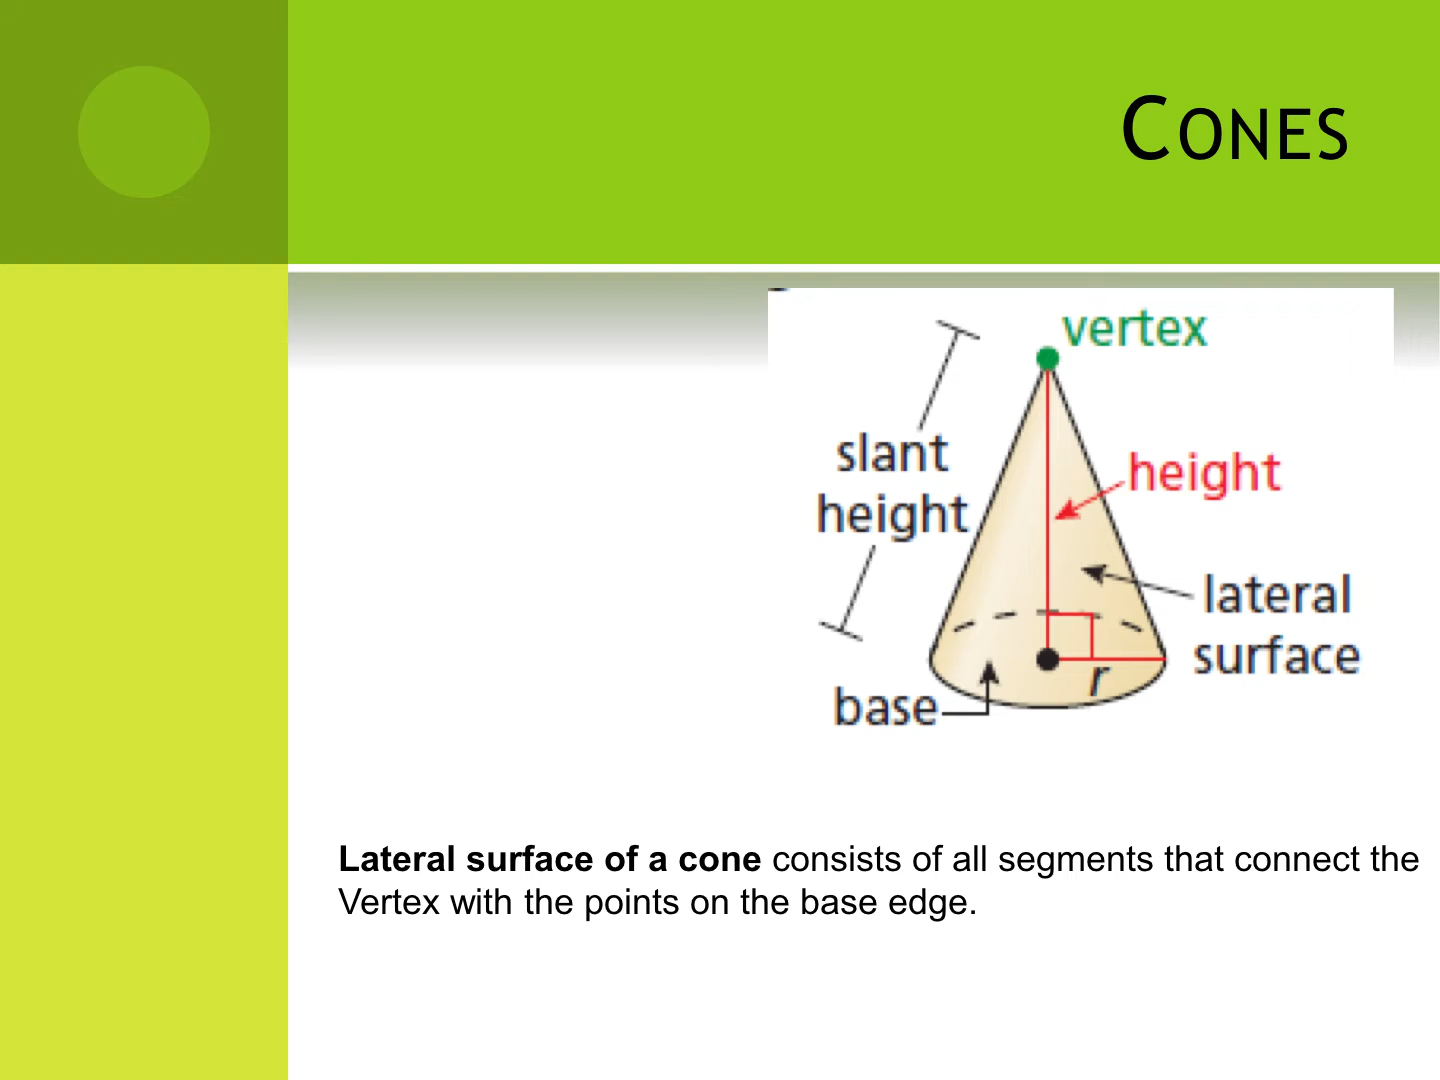 CONES
vertex
slant
height
height
lateral
surface
r
base
Lateral surface of a cone consists of all segments that connect the
Vertex with the points on the base edge.